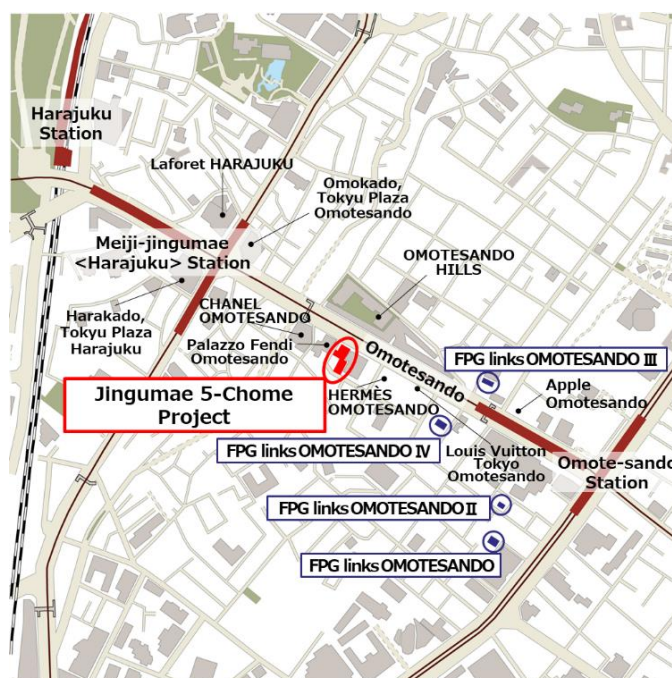 Harajuku
Station
Laforet HARAJUKU
Omokado,
Tokyu Plaza
Omotesando
Meiji-jingumae
<Harajuku> Station
OMOTESANDO
HILLS
Harakado,
Tokyu Plaza
Harajuku
CHANEL
OMOTESANDO
Palazzo Fendi
Omotesando
Omotesando
FPG links OMOTESANDO Ⅲ
Jingumae 5-Chome
Project
HERMÈS
OMOTESANDO
Apple
Omotesando
FPG links OMOTESANDO Ⅳ
Louis Vuitton
Tokyo
Omotesando
Omote-sando
Station
FPG links OMOTESANDO Ⅱ
FPG links OMOTESANDO